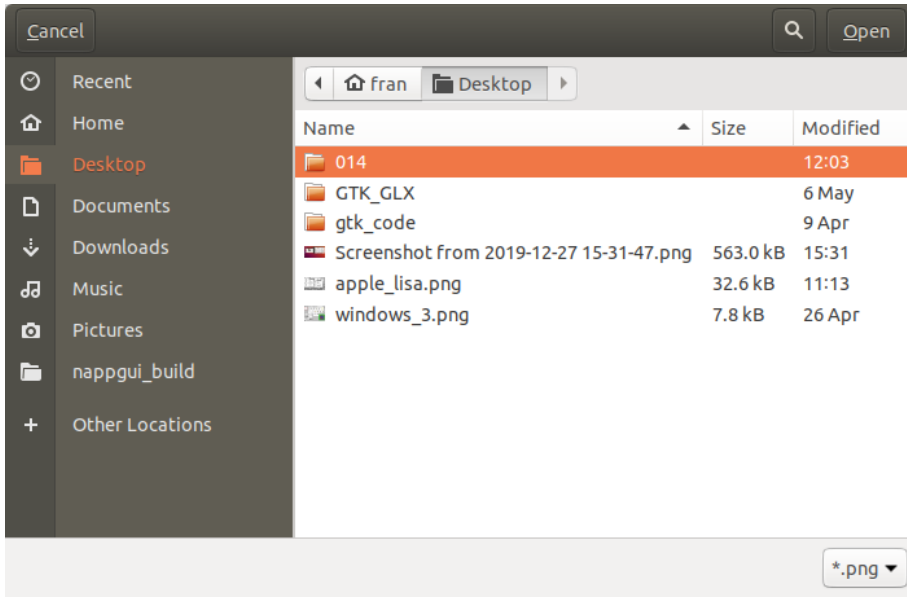 Cancel Open
Recent
Home
Desktop
Documents
Downloads
Music
Pictures
nappgui_build
Other Locations
fran Desktop
Name Size Modified
014 12:03
GTK_GLX 6 May
gtk_code 9 Apr
Screenshot from 2019-12-27 15-31-47.png 563.0 kB 15:31
apple_lisa.png 32.6 kB 11:13
windows_3.png 7.8 kB 26 Apr
*.png